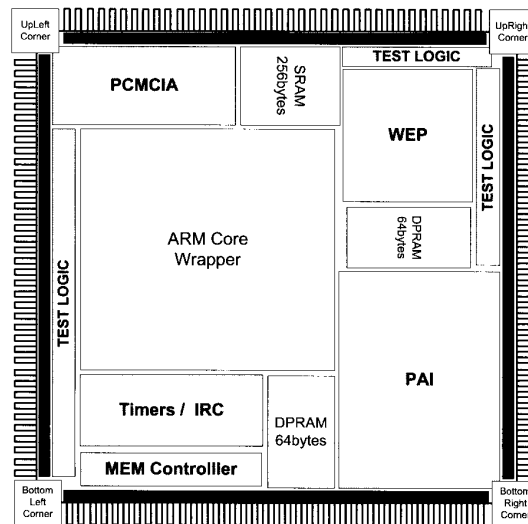 UpLeft
Corner
UpRight
Corner
TEST LOGIC
PCMCIA
SRAM
256bytes
WEP
TEST LOGIC
DPRAM
64bytes
ARM Core
Wrapper
TEST LOGIC
PAI
Timers / IRC
DPRAM
64bytes
MEM Controlller
Bottom
Left
Corner
Bottom
Right
Corner